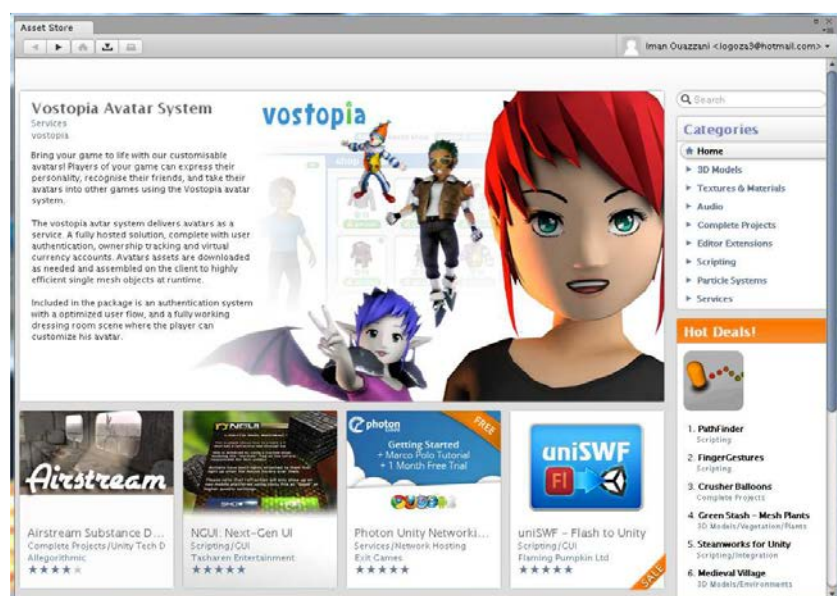 Asset Store
Iman Ouazzani <logoza3@hotmail.com>
Vostopia Avatar System
Services
vostopia
Bring your game to life with our customisable
avatars! Players of your game can express their
personality, recognise their friends, and take their
avatars into other games using the Vostopia avatar
system.
The vostopia avtar system delivers avatars as a
service. A fully hosted solution, complete with user
authentication, ownership tracking and virtual
currency accounts. Avatars assets are downloaded
as needed and assembled on the client to highly
efficient single mesh objects at runtime.
Included in the package is an authentication system
with a optimized user flow, and a fully working
dressing room scene where the player can
customize his avatar.
vostopia
shop
Search
Categories
Home
3D Models
Textures & Materials
Audio
Complete Projects
Editor Extensions
Scripting
Particle Systems
Services
Hot Deals!
1. PathFinder
Scripting
2. FingerGestures
Scripting
3. Crusher Balloons
Complete Projects
4. Green Stash - Mesh Plants
3D Models/Vegetation/Plants
5. Steamworks for Unity
Scripting/Integration
6. Medieval Village
3D Models/Environments
Airstream
Airstream Substance D...
Complete Projects/Unity Tech D
Allegorithmic
NGUI
NGUI: Next-Gen UI
Scripting/GUI
Tasharen Entertainment
photon
FREE
Getting Started
+ Marco Polo Tutorial
+ 1 Month Free Trial
Photon Unity Networki...
Services/Network Hosting
Exit Games
uniSWF
Fl
uniSWF - Flash to Unity
Scripting/GUI
Flaming Pumpkin Ltd
SALE